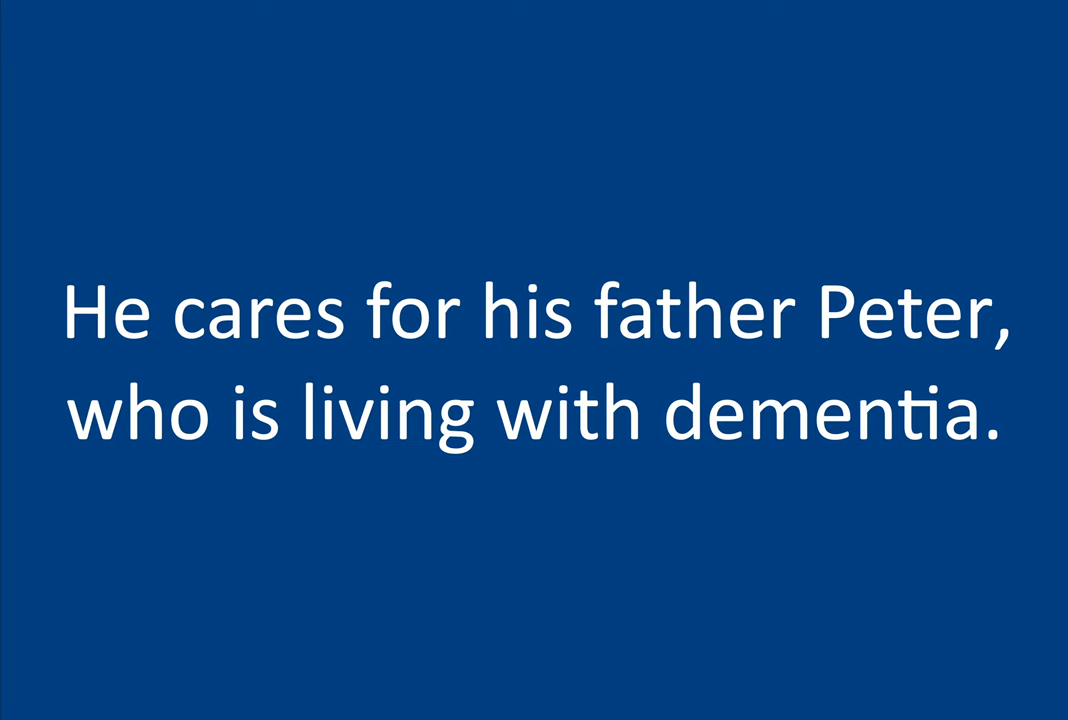 He cares for his father Peter,
who is living with dementia.